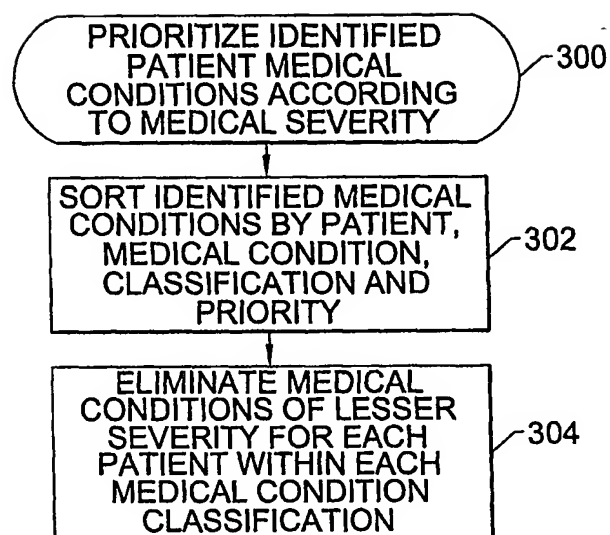 PRIORITIZE IDENTIFIED
PATIENT MEDICAL
CONDITIONS ACCORDING
TO MEDICAL SEVERITY
300
SORT IDENTIFIED MEDICAL
CONDITIONS BY PATIENT,
MEDICAL CONDITION,
CLASSIFICATION AND
PRIORITY
302
ELIMINATE MEDICAL
CONDITIONS OF LESSER
SEVERITY FOR EACH
PATIENT WITHIN EACH
MEDICAL CONDITION
CLASSIFICATION
304